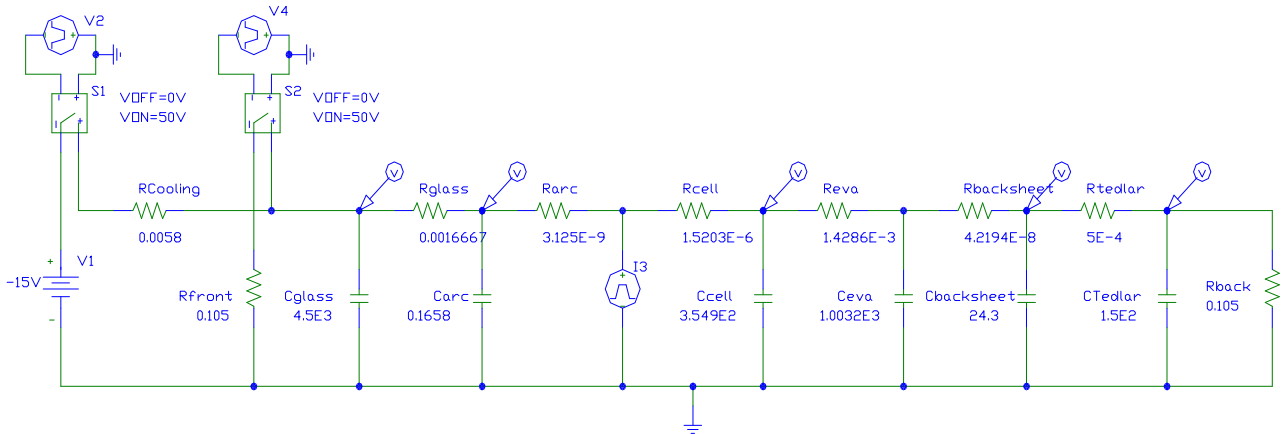 V2
V4
S1
VOFF=0V
VON=50V
S2
VOFF=0V
VON=50V
V
V
V
V
V
RCooling
Rglass
Rarc
Rcell
Reva
Rbacksheet
Rtedlar
0.0058
0.0016667
3.125E-9
1.5203E-6
1.4286E-3
4.2194E-8
5E-4
V1
-15V
I3
Rfront
0.105
Cglass
4.5E3
Carc
0.1658
Ccell
3.549E2
Ceva
1.0032E3
Cbacksheet
24.3
CTedlar
1.5E2
Rback
0.105